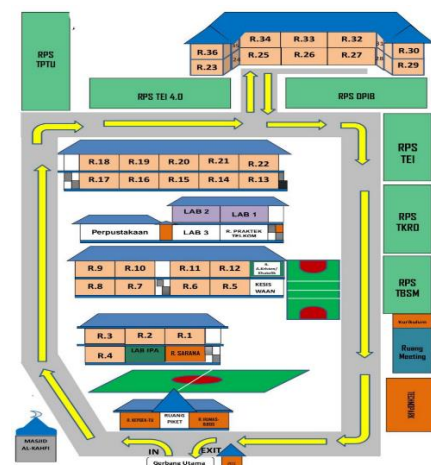 RPS
TPTU
R.34
R.33
R.32
R.36
R.25
R.26
R.27
R.30
R.23
R.29
RPS TEI 4.0
RPS DPIB
R.18
R.19
R.20
R.21
R.22
R.17
R.16
R.15
R.14
R.13
RPS
TEI
LAB 2
LAB 1
Perpustakaan
LAB 3
R. PRAKTEK
TELKOM
RPS
TKRO
R.9
R.10
R.11
R.12
R.8
R.7
R.6
R.5
KESIS
WAAN
RPS
TBSM
Kurikulum
Ruang
Meeting
R.3
R.2
R.1
R.4
LAB IPA
R. SARANA
RUANG
PIKET
MASJID
AL-KAHPI
IN
EXIT
Gerbang Utama